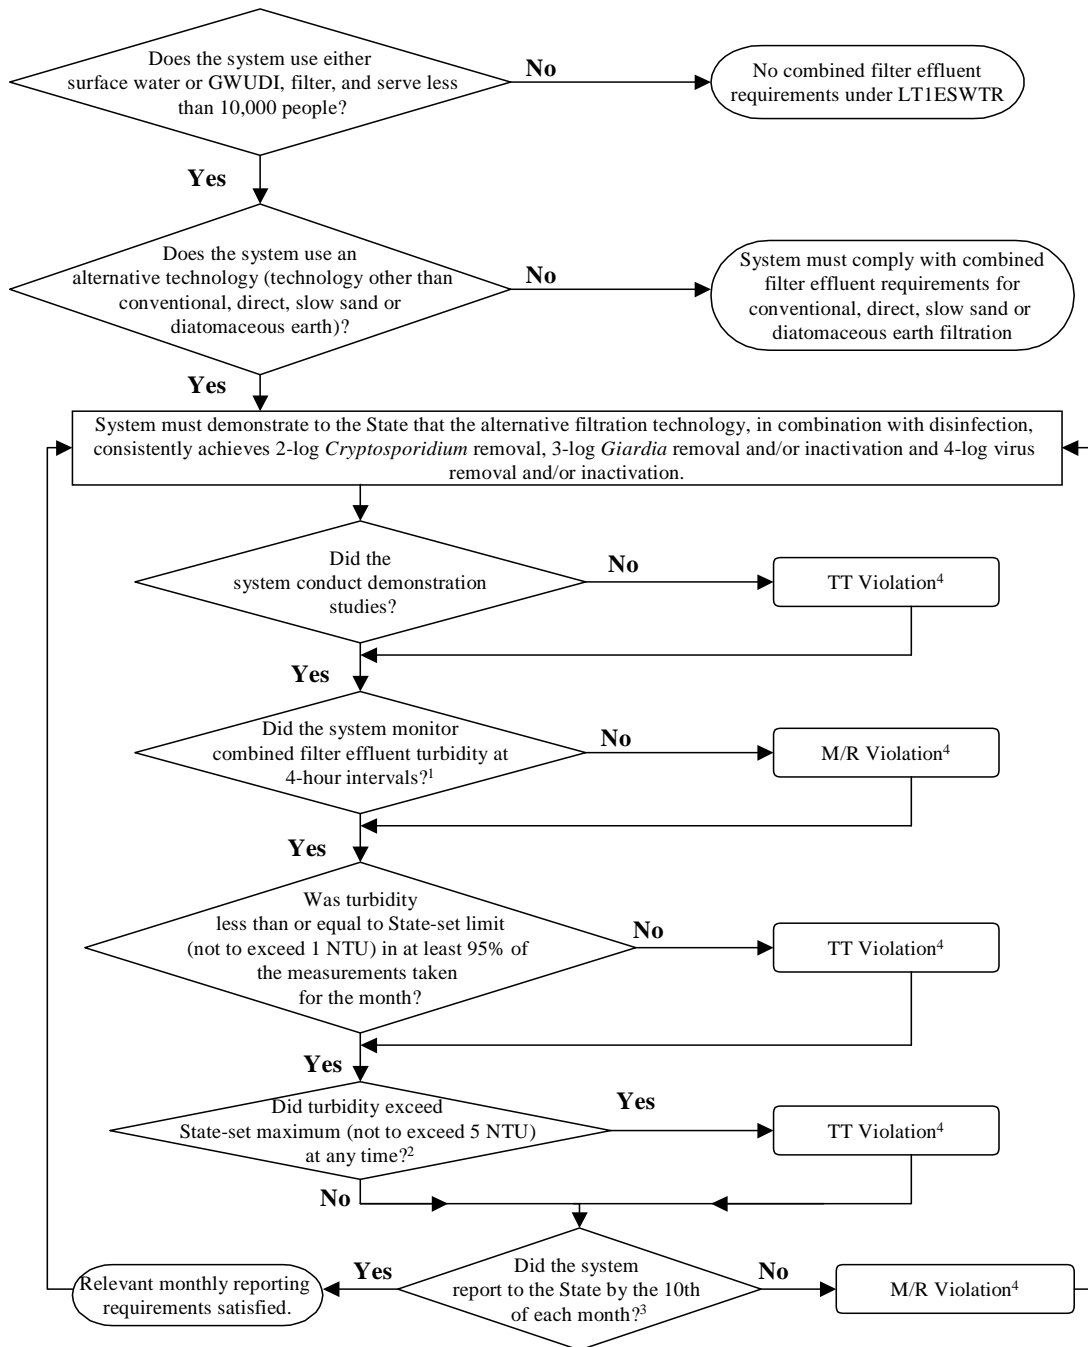 Does the system use either
surface water or GWUDI, filter, and serve less
than 10,000 people?
No
No combined filter effluent
requirements under LT1ESWTR
Yes
Does the system use an
alternative technology (technology other than
conventional, direct, slow sand or
diatomaceous earth)?
No
System must comply with combined
filter effluent requirements for
conventional, direct, slow sand or
diatomaceous earth filtration
Yes
System must demonstrate to the State that the alternative filtration technology, in combination with disinfection,
consistently achieves 2-log Cryptosporidium removal, 3-log Giardia removal and/or inactivation and 4-log virus
removal and/or inactivation.
Did the
system conduct demonstration
studies?
No
TT Violation⁴
Yes
Did the system monitor
combined filter effluent turbidity at
4-hour intervals?¹
No
M/R Violation⁴
Yes
Was turbidity
less than or equal to State-set limit
(not to exceed 1 NTU) in at least 95% of
the measurements taken
for the month?
No
TT Violation⁴
Yes
Did turbidity exceed
State-set maximum (not to exceed 5 NTU)
at any time?²
Yes
TT Violation⁴
No
Did the system
report to the State by the 10th
of each month?³
Yes
Relevant monthly reporting
requirements satisfied.
No
M/R Violation⁴